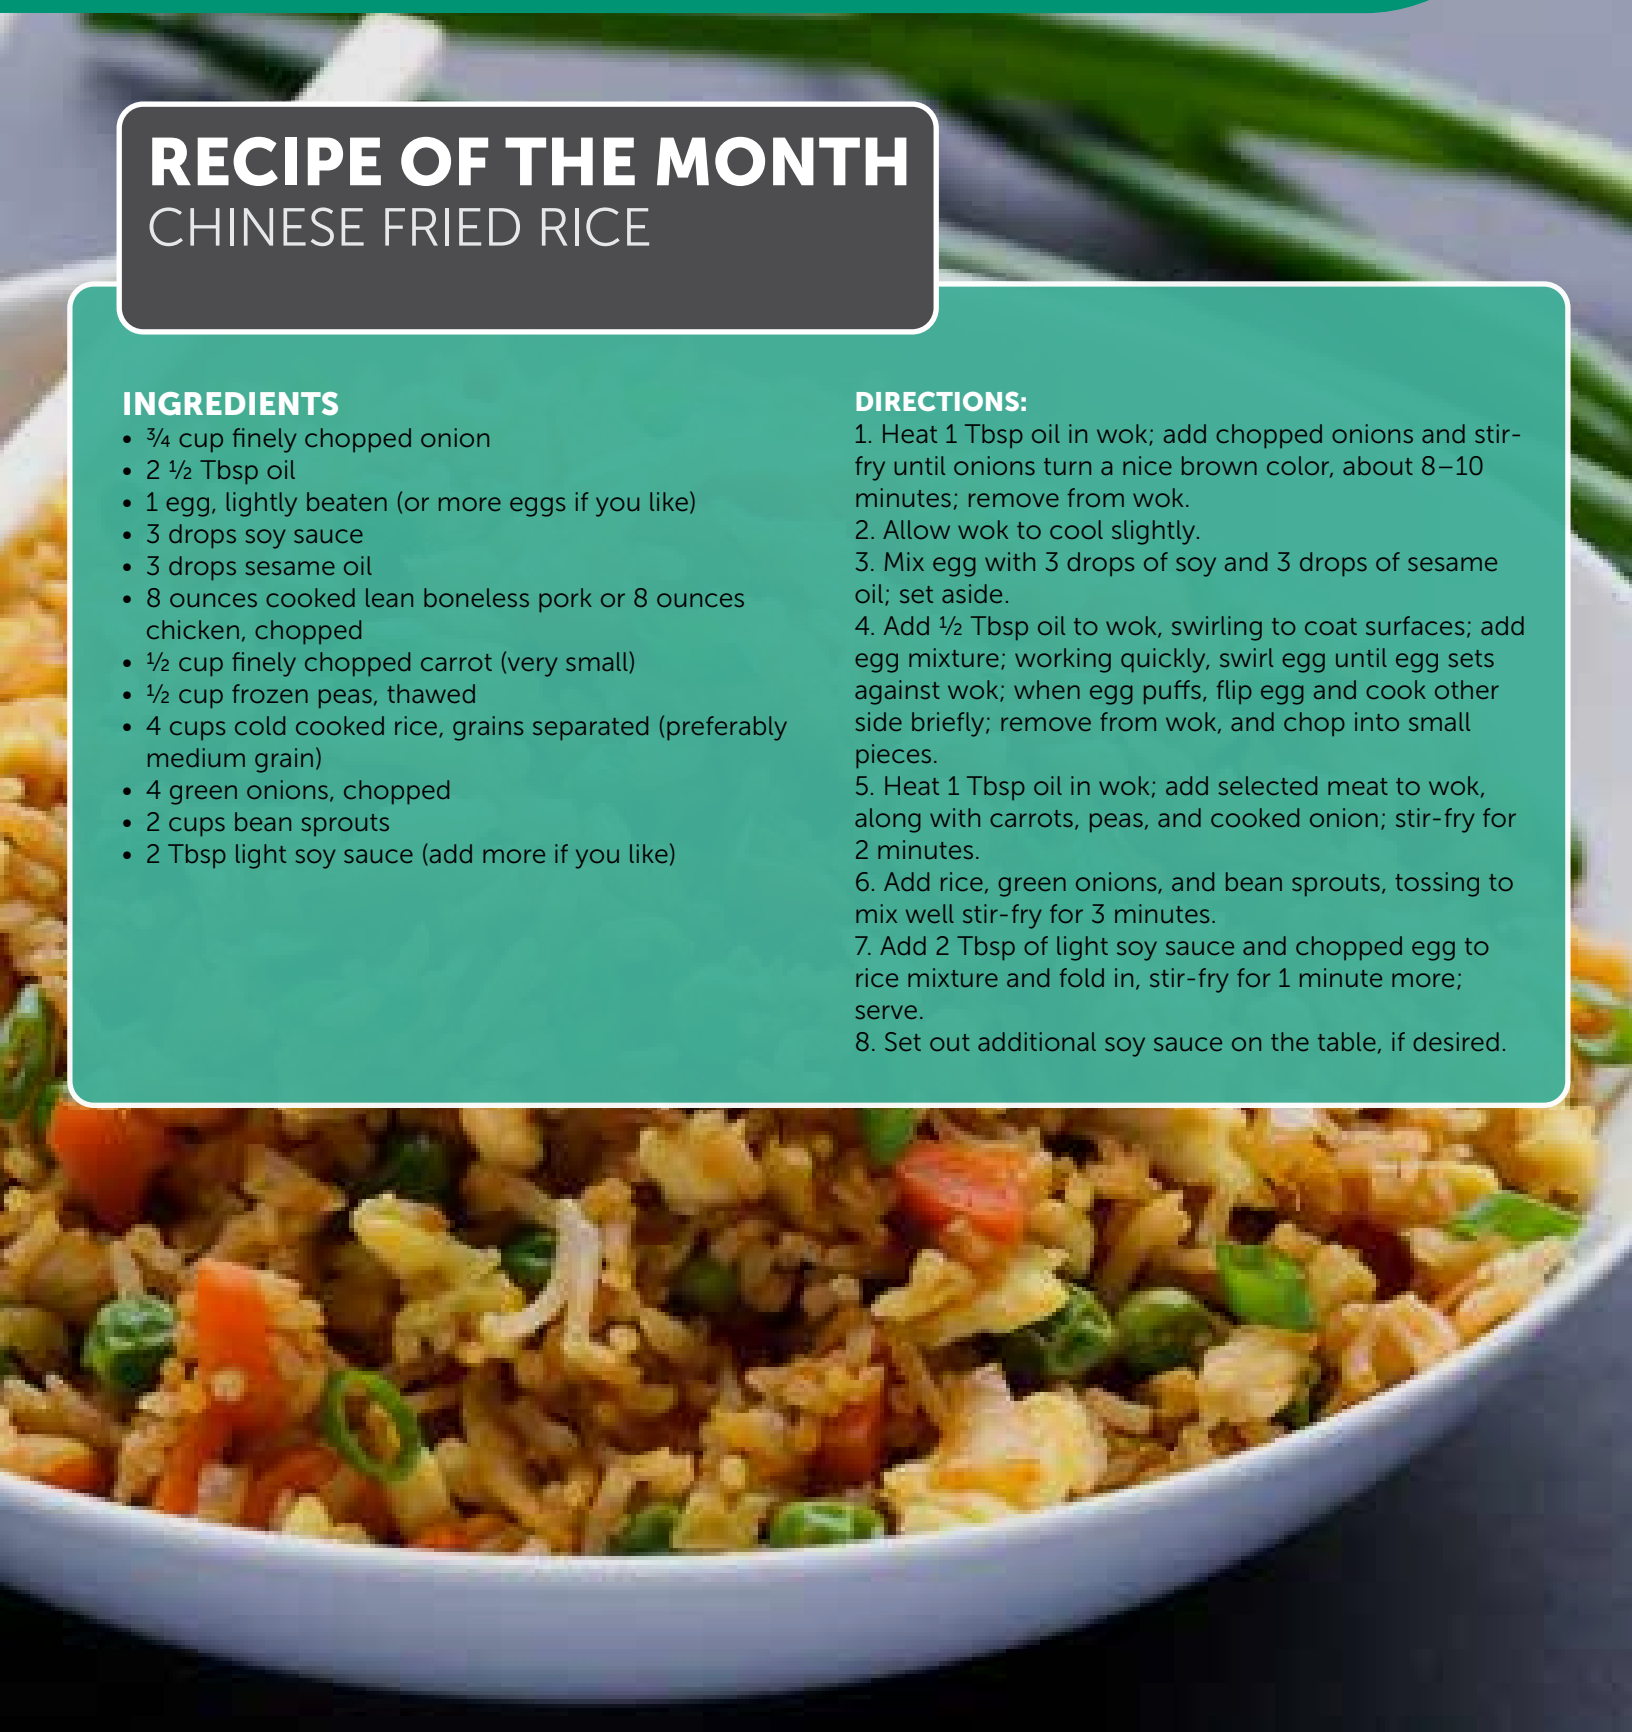 RECIPE OF THE MONTH
CHINESE FRIED RICE
INGREDIENTS
• ¾ cup finely chopped onion
• 2 ½ Tbsp oil
• 1 egg, lightly beaten (or more eggs if you like)
• 3 drops soy sauce
• 3 drops sesame oil
• 8 ounces cooked lean boneless pork or 8 ounces
chicken, chopped
• ½ cup finely chopped carrot (very small)
• ½ cup frozen peas, thawed
• 4 cups cold cooked rice, grains separated (preferably
medium grain)
• 4 green onions, chopped
• 2 cups bean sprouts
• 2 Tbsp light soy sauce (add more if you like)
DIRECTIONS:
1. Heat 1 Tbsp oil in wok; add chopped onions and stir-
fry until onions turn a nice brown color, about 8–10
minutes; remove from wok.
2. Allow wok to cool slightly.
3. Mix egg with 3 drops of soy and 3 drops of sesame
oil; set aside.
4. Add ½ Tbsp oil to wok, swirling to coat surfaces; add
egg mixture; working quickly, swirl egg until egg sets
against wok; when egg puffs, flip egg and cook other
side briefly; remove from wok, and chop into small
pieces.
5. Heat 1 Tbsp oil in wok; add selected meat to wok,
along with carrots, peas, and cooked onion; stir-fry for
2 minutes.
6. Add rice, green onions, and bean sprouts, tossing to
mix well stir-fry for 3 minutes.
7. Add 2 Tbsp of light soy sauce and chopped egg to
rice mixture and fold in, stir-fry for 1 minute more;
serve.
8. Set out additional soy sauce on the table, if desired.